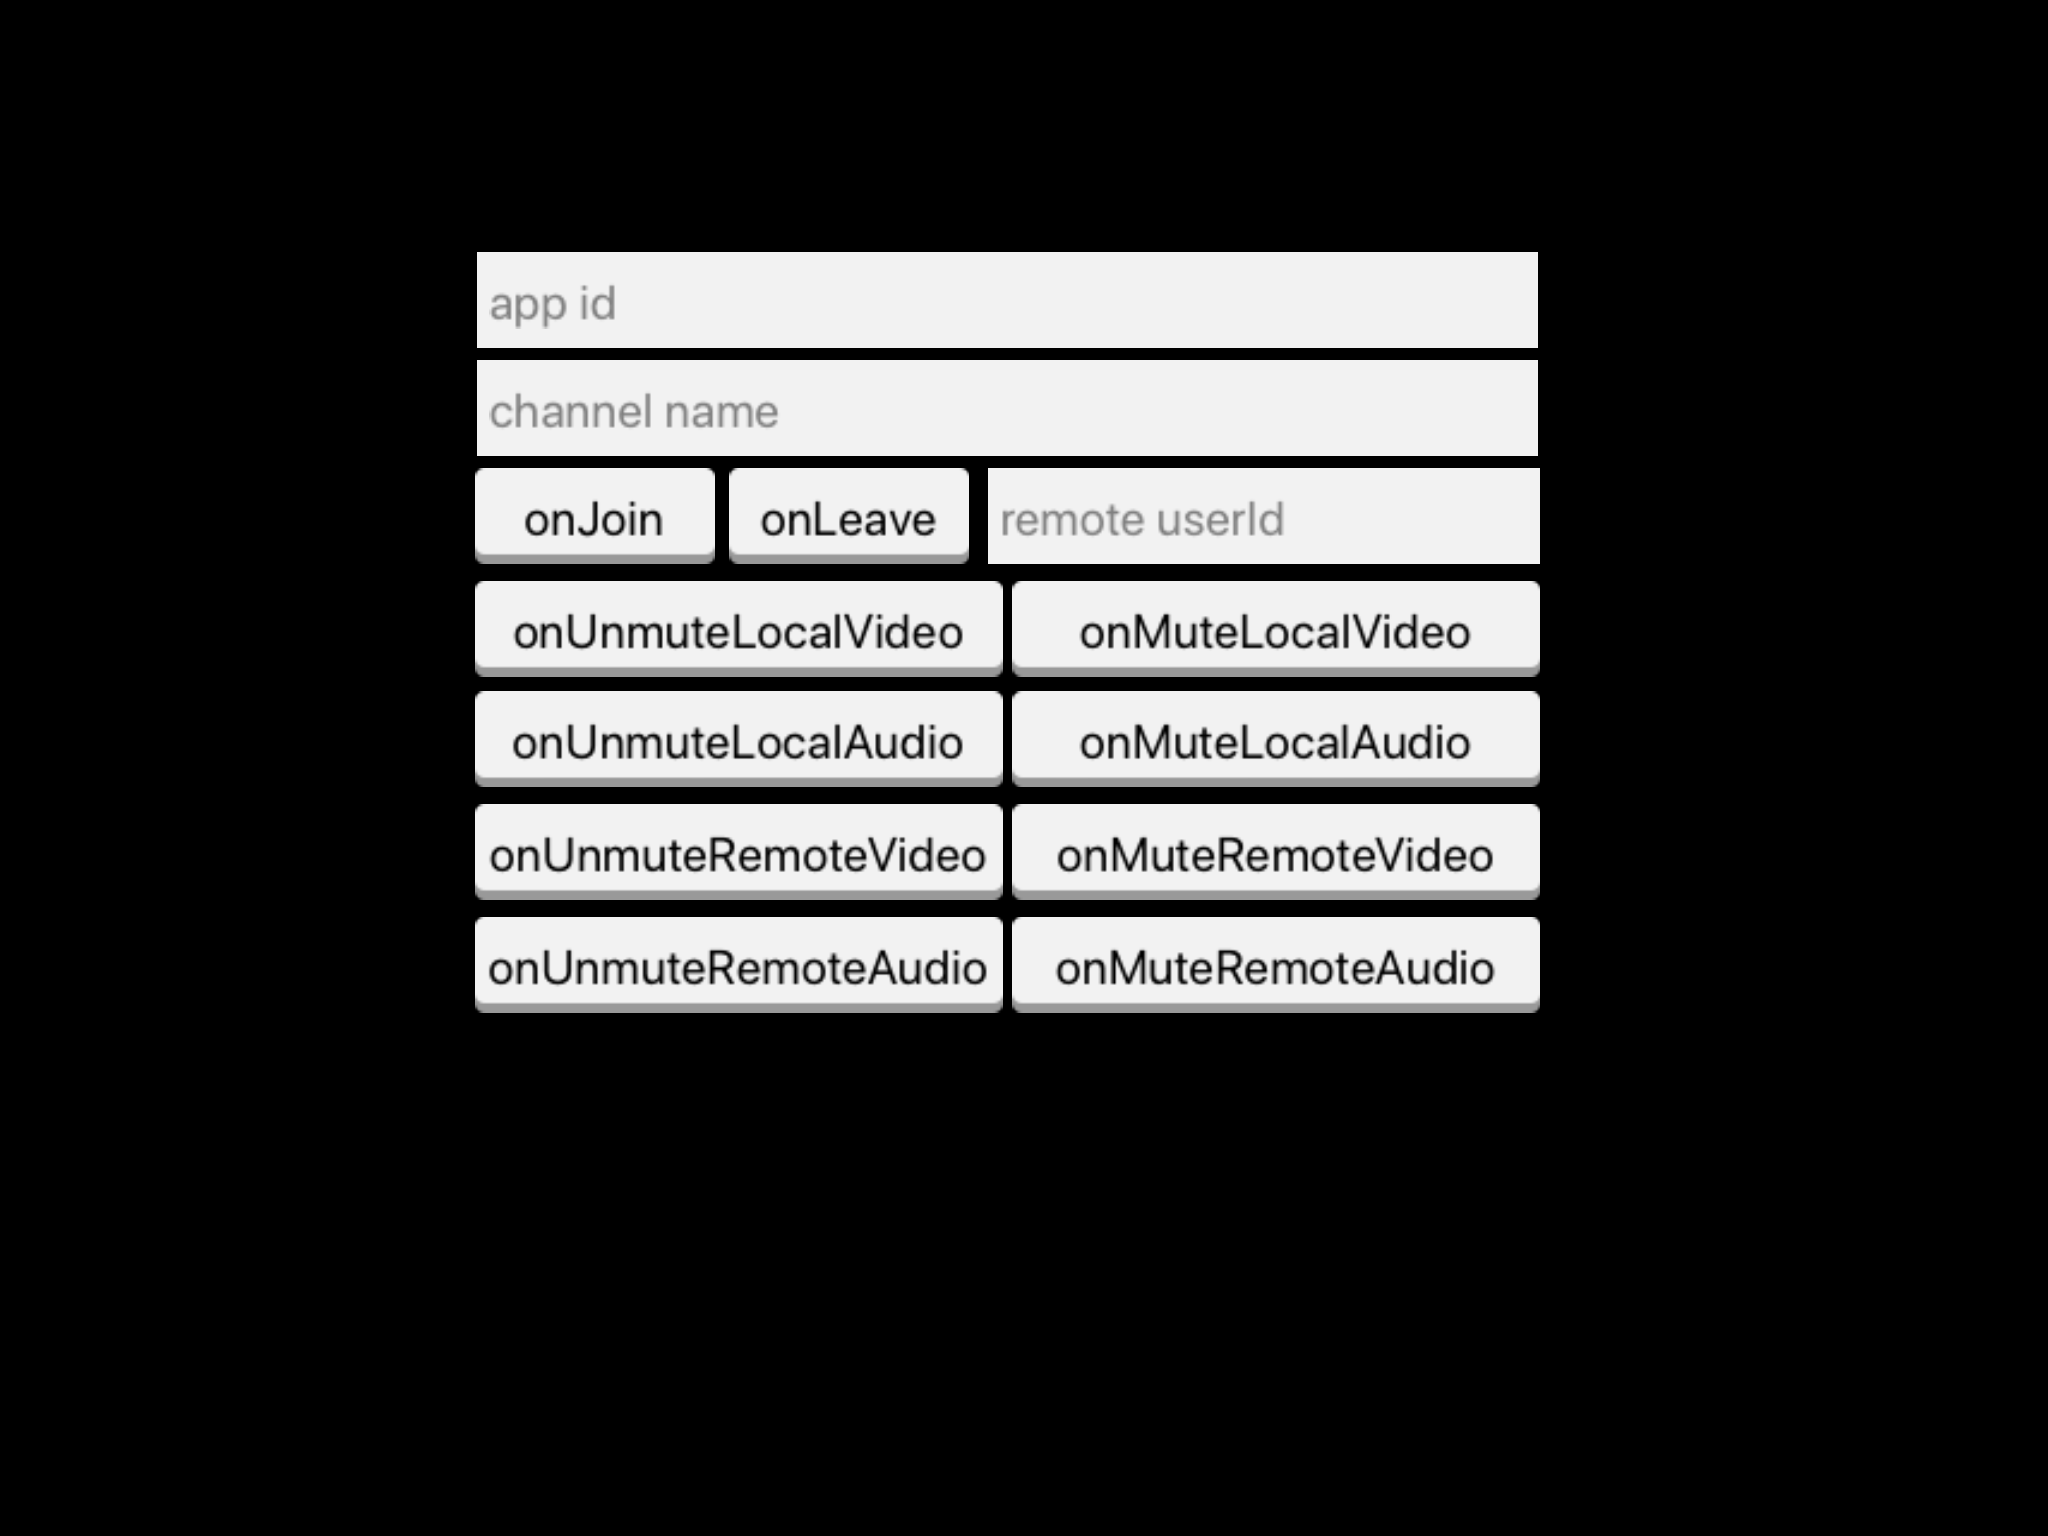 app id
channel name
onJoin onLeave remote userId
onUnmuteLocalVideo onMuteLocalVideo
onUnmuteLocalAudio onMuteLocalAudio
onUnmuteRemoteVideo onMuteRemoteVideo
onUnmuteRemoteAudio onMuteRemoteAudio